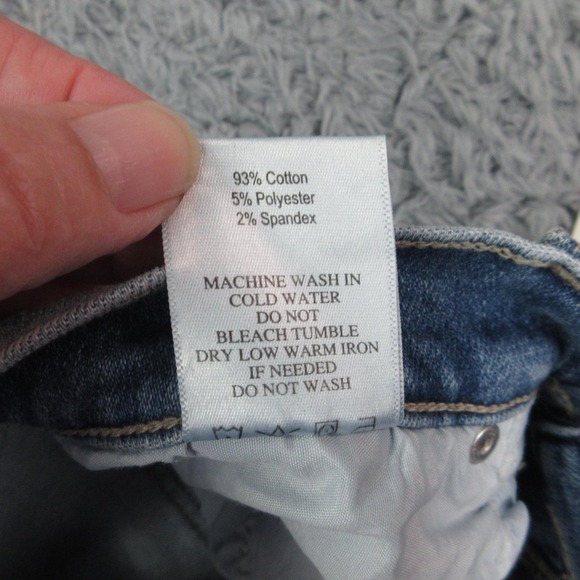 93% Cotton
5% Polyester
2% Spandex
MACHINE WASH IN
COLD WATER
DO NOT
BLEACH TUMBLE
DRY LOW WARM IRON
IF NEEDED
DO NOT WASH